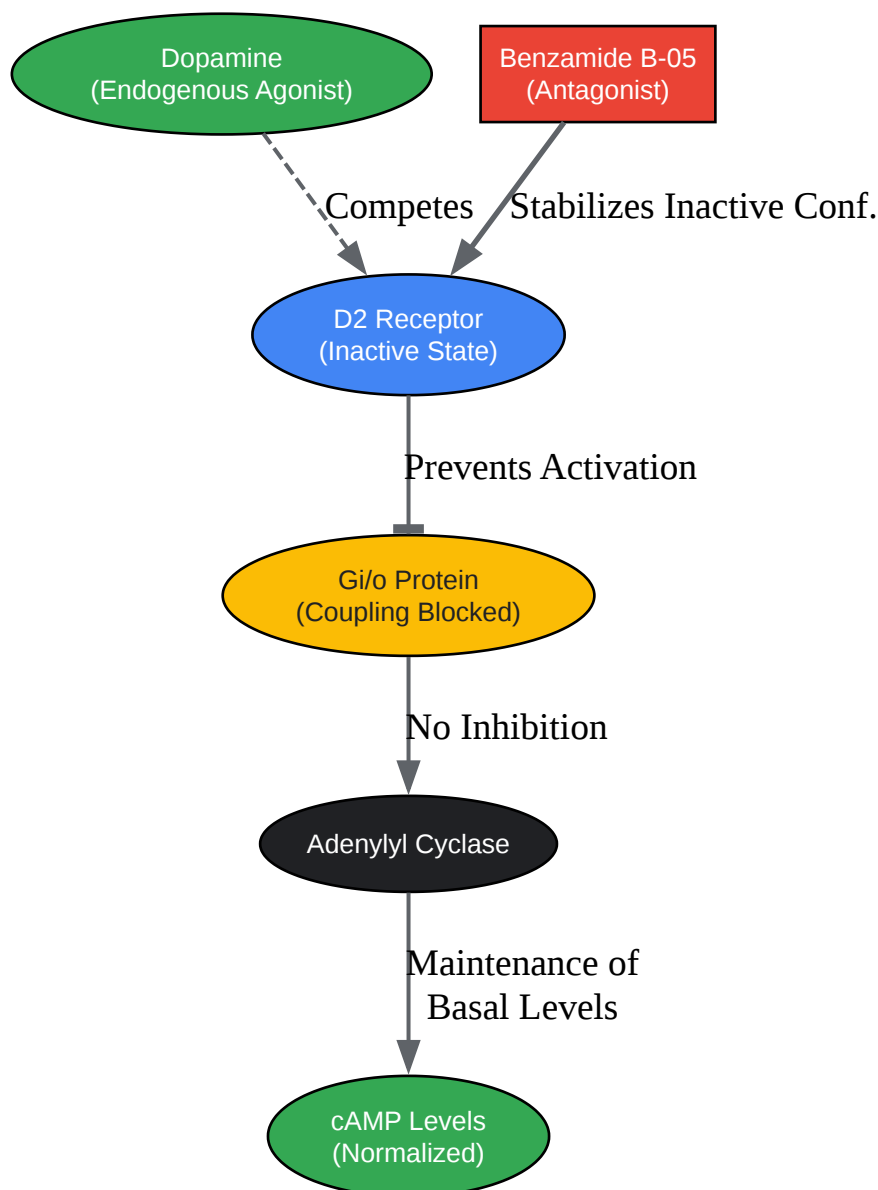 Dopamine
(Endogenous Agonist)
Benzamide B-05
(Antagonist)
Competes
Stabilizes Inactive Conf.
D2 Receptor
(Inactive State)
Prevents Activation
Gi/o Protein
(Coupling Blocked)
No Inhibition
Adenylyl Cyclase
Maintenance of
Basal Levels
cAMP Levels
(Normalized)